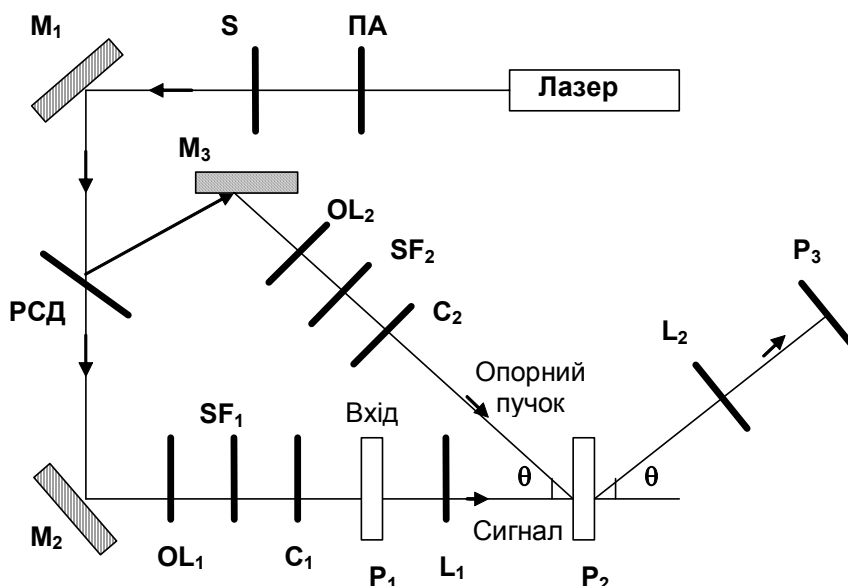 M₁
S
ПА
Лазер
M₃
OL₂
SF₂
C₂
P₃
L₂
РСД
Опорний
пучок
SF₁
Вхід
θ
θ
Сигнал
M₂
OL₁
C₁
P₁
L₁
P₂